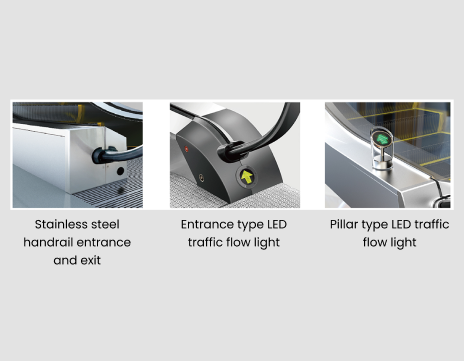 Stainless steel
handrail entrance
and exit
Entrance type LED
traffic flow light
Pillar type LED traffic
flow light